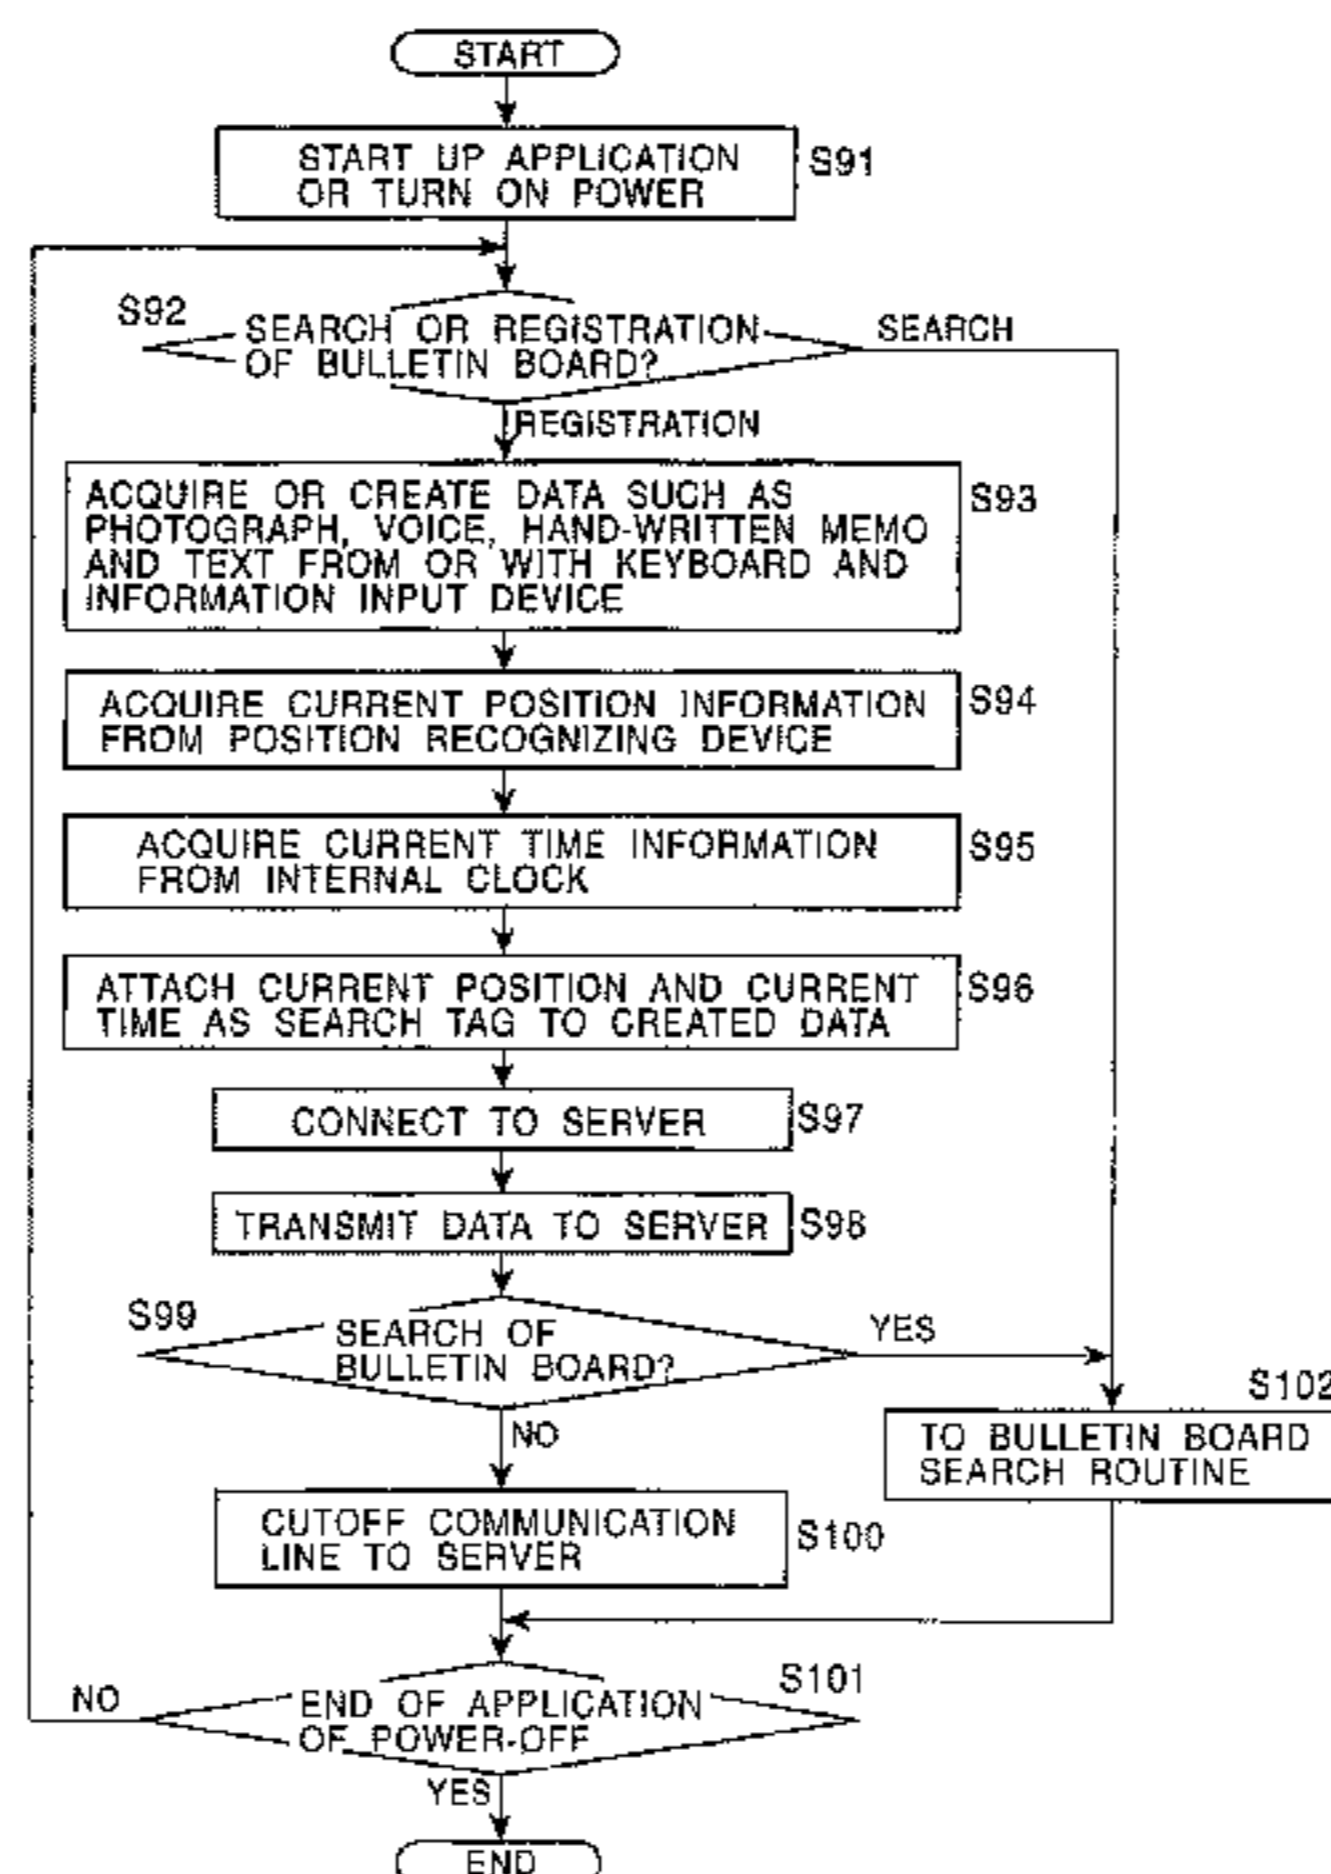 START
START UP APPLICATION
OR TURN ON POWER
S91
S92
SEARCH OR REGISTRATION
OF BULLETIN BOARD?
SEARCH
REGISTRATION
ACQUIRE OR CREATE DATA SUCH AS
PHOTOGRAPH, VOICE, HAND-WRITTEN MEMO
AND TEXT FROM OR WITH KEYBOARD AND
INFORMATION INPUT DEVICE
S93
ACQUIRE CURRENT POSITION INFORMATION
FROM POSITION RECOGNIZING DEVICE
S94
ACQUIRE CURRENT TIME INFORMATION
FROM INTERNAL CLOCK
S95
ATTACH CURRENT POSITION AND CURRENT
TIME AS SEARCH TAG TO CREATED DATA
S96
CONNECT TO SERVER
S97
TRANSMIT DATA TO SERVER
S98
S99
SEARCH OF
BULLETIN BOARD?
YES
NO
S102
TO BULLETIN BOARD
SEARCH ROUTINE
CUTOFF COMMUNICATION
LINE TO SERVER
S100
S101
NO
END OF APPLICATION
OF POWER-OFF
YES
END